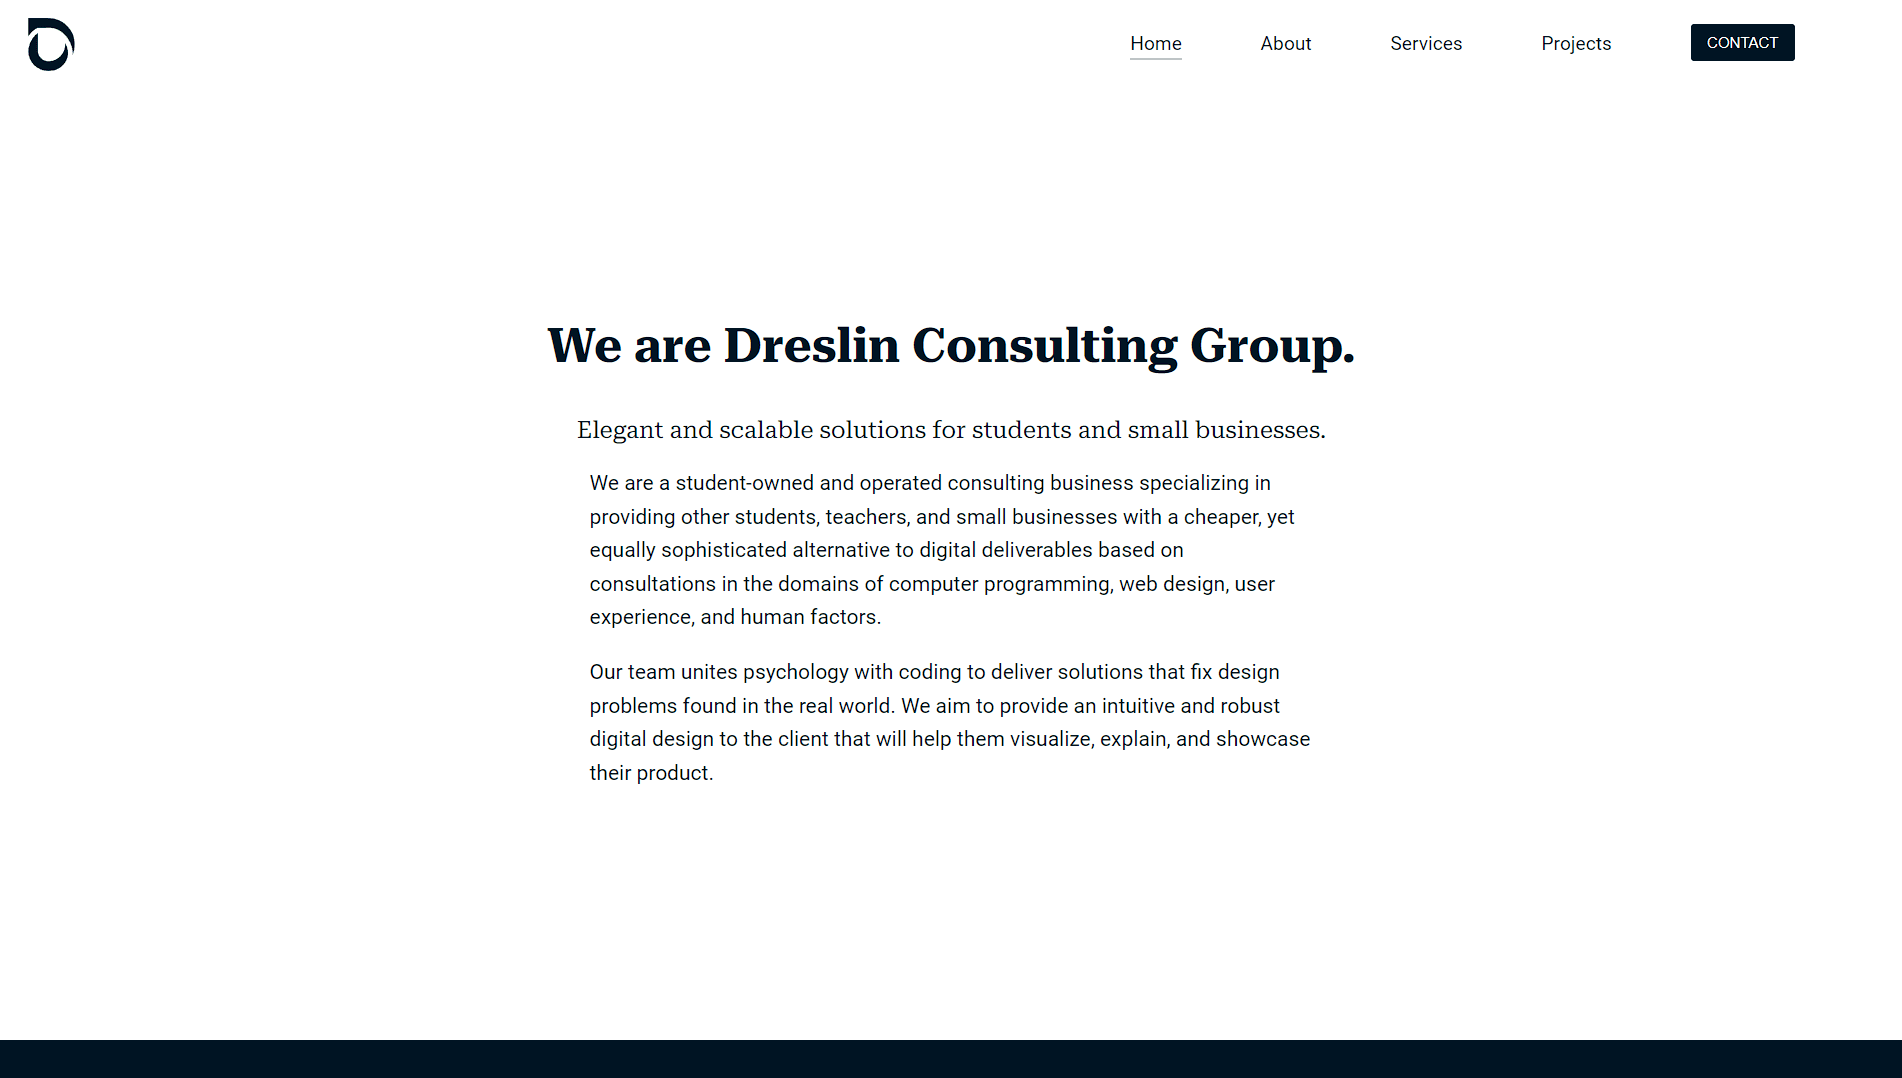 Home About Services Projects CONTACT
We are Dreslin Consulting Group.
Elegant and scalable solutions for students and small businesses.
We are a student-owned and operated consulting business specializing in
providing other students, teachers, and small businesses with a cheaper, yet
equally sophisticated alternative to digital deliverables based on
consultations in the domains of computer programming, web design, user
experience, and human factors.
Our team unites psychology with coding to deliver solutions that fix design
problems found in the real world. We aim to provide an intuitive and robust
digital design to the client that will help them visualize, explain, and showcase
their product.